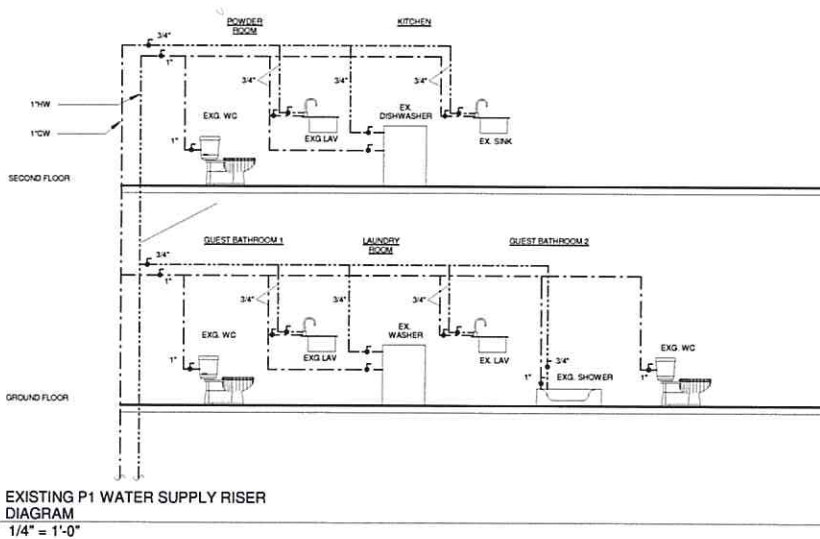 POWDER
ROOM
KITCHEN
3/4"
1"
3/4"
3/4"
3/4"
1"HW
1"CW
EXG. WC
1"
EXG.LAV
EX.
DISHWASHER
EX. SINK
SECOND FLOOR
GUEST BATHROOM 1
LAUNDRY
ROOM
GUEST BATHROOM 2
3/4"
1"
3/4"
3/4"
3/4"
EXG. WC
1"
EXG.LAV
EX.
WASHER
EX. LAV
3/4"
1"
EXG. SHOWER
EXG. WC
1"
GROUND FLOOR
EXISTING P1 WATER SUPPLY RISER
DIAGRAM
1/4" = 1'-0"